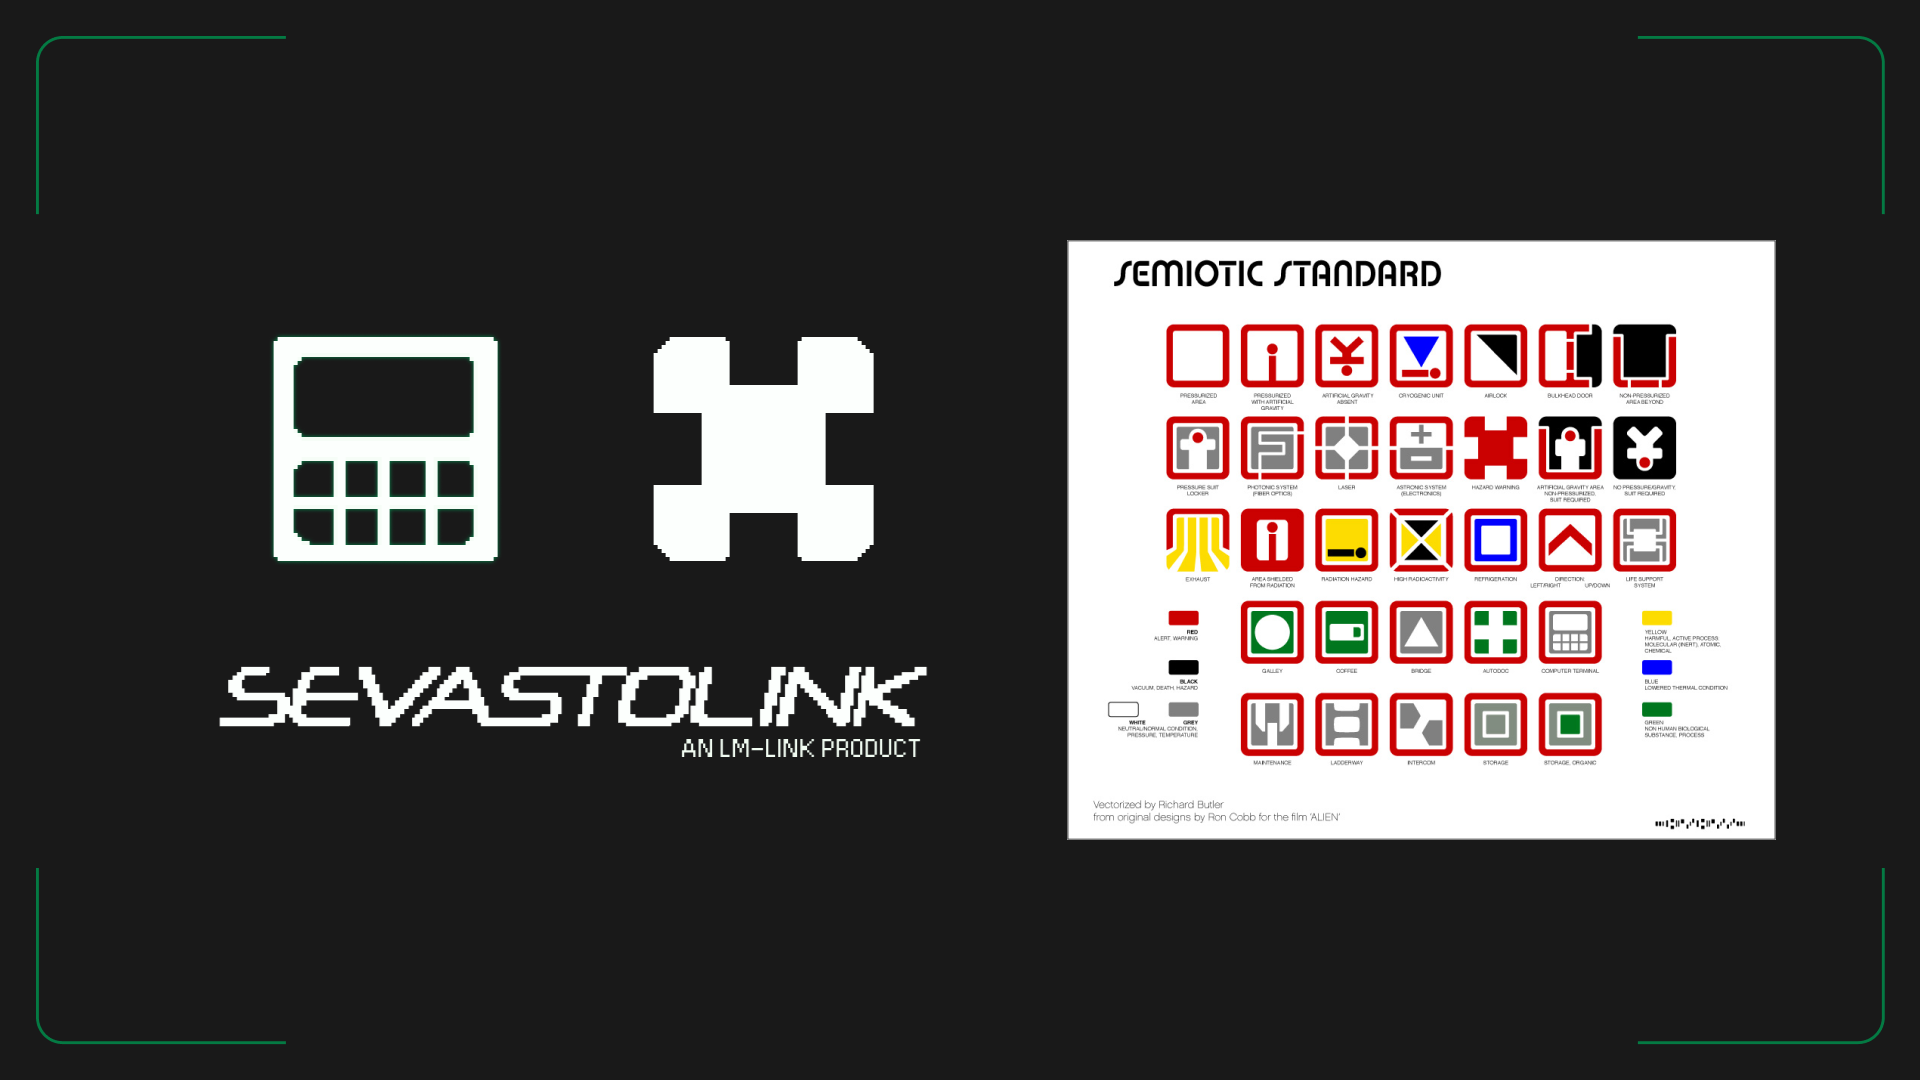 SEVASTOLINK
AN LM-LINK PRODUCT
SEMIOTIC STANDARD
PRESSURIZED
AREA
PRESSURIZED
WITH ARTIFICIAL
GRAVITY
ARTIFICIAL GRAVITY
ABSENT
CRYOGENIC UNIT
AIRLOCK
BULKHEAD DOOR
NON-PRESSURIZED
AREA BEYOND
PRESSURE SUIT
LOCKER
PHOTONIC SYSTEM
(FIBER OPTICS)
LASER
ASTRONIC SYSTEM
(ELECTRONICS)
HAZARD WARNING
ARTIFICIAL GRAVITY AREA
NON-PRESSURIZED,
SUIT REQUIRED
NO PRESSURE/GRAVITY
SUIT REQUIRED
EXHAUST
AREA SHIELDED
FROM RADIATION
RADIATION HAZARD
HIGH RADIOACTIVITY
REFRIGERATION
DIRECTION
LEFT/RIGHT UP/DOWN
LIFE SUPPORT
SYSTEM
RED
ALERT, WARNING
BLACK
VACUUM, DEATH, HAZARD
WHITE GREY
NEUTRAL/NORMAL CONDITION,
PRESSURE, TEMPERATURE
GALLEY
COFFEE
BRIDGE
AUTODOC
COMPUTER TERMINAL
YELLOW
HARMFUL, ACTIVE PROCESS
MOLECULAR (INERT), ATOMIC,
CHEMICAL
BLUE
LOWERED THERMAL CONDITION
GREEN
NON HUMAN BIOLOGICAL
SUBSTANCE, PROCESS
MAINTENANCE
LADDERWAY
INTERCOM
STORAGE
STORAGE, ORGANIC
Vectorized by Richard Butler
from original designs by Ron Cobb for the film 'ALIEN'